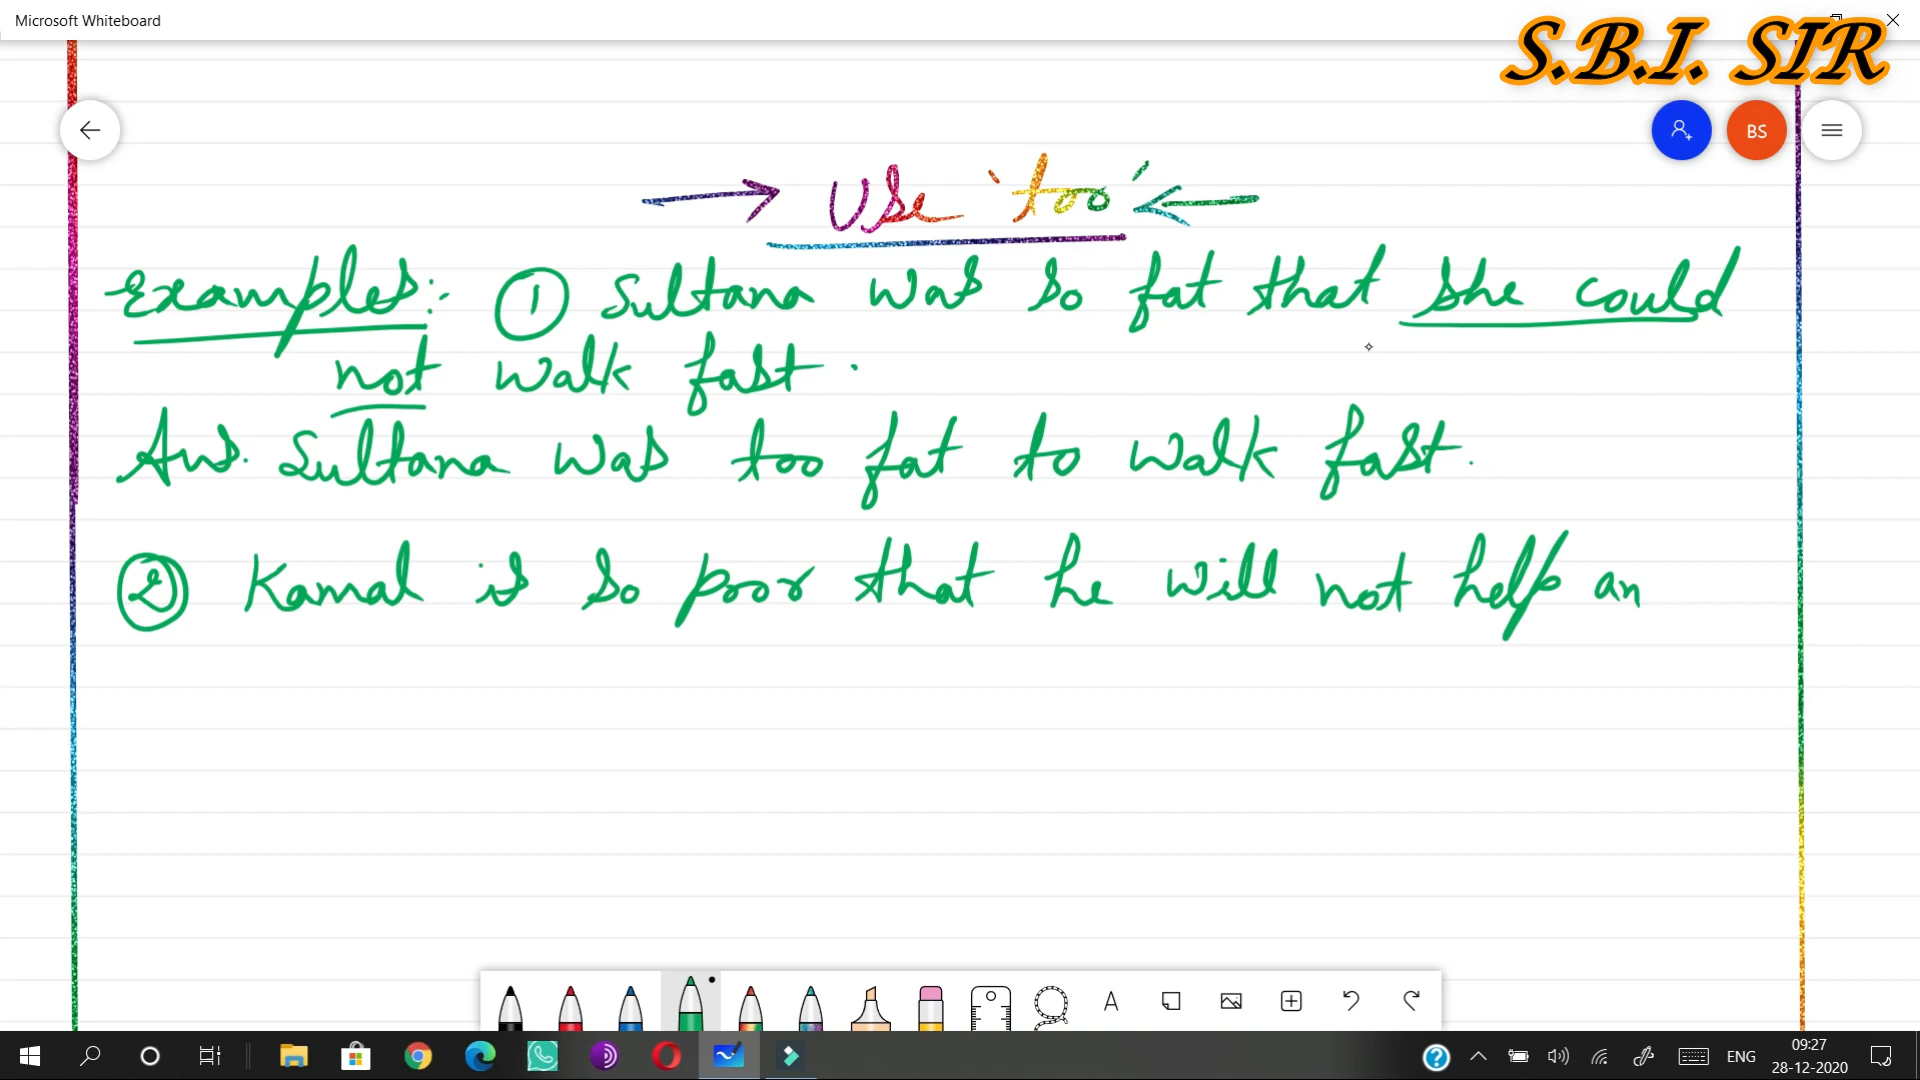 Microsoft Whiteboard
S.B.I. SIR
BS
Use 'too'
Examples: ① Sultana was so fat that she could
not walk fast.
Ans. Sultana was too fat to walk fast.
② Kamal is so poor that he will not help an
A
ENG
09:27
28-12-2020